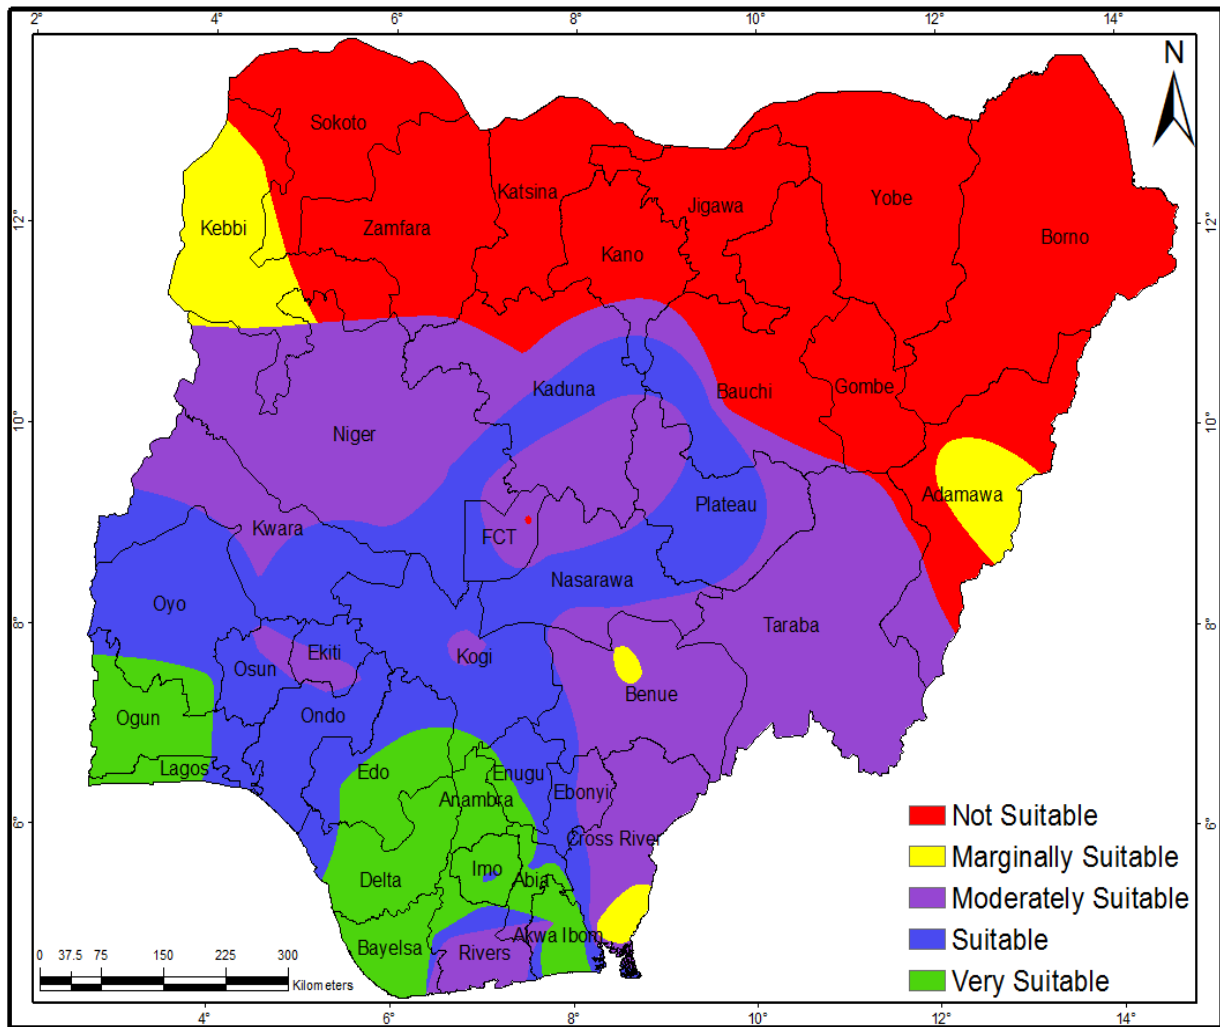 2° 4° 6° 8° 10° 12° 14°
N
Sokoto
Katsina
Yobe
Jigawa
12° Kebbi Zamfara Borno 12°
Kano
Kaduna Bauchi Gombe
10° 10°
Niger
Adamawa
Plateau
Kwara
FCT
Nasarawa
Oyo
8° Taraba 8°
Ekiti Kogi
Osun
Benue
Ogun Ondo
Lagos Edo Enugu
Anambra Ebonyi
6° 6°
Cross River
Imo
Delta Abia
Akwa Ibom
Bayelsa Rivers
Not Suitable
Marginally Suitable
Moderately Suitable
Suitable
Very Suitable
0 37.5 75 150 225 300
Kilometers
4° 6° 8° 10° 12° 14°